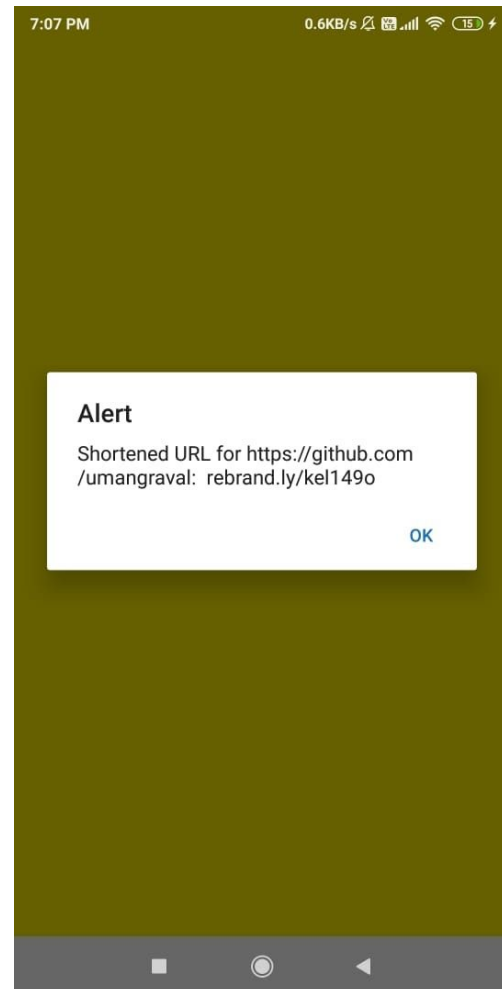 7:07 PM 0.6KB/s 15
Alert
Shortened URL for https://github.com
/umangraval: rebrand.ly/kel149o
OK